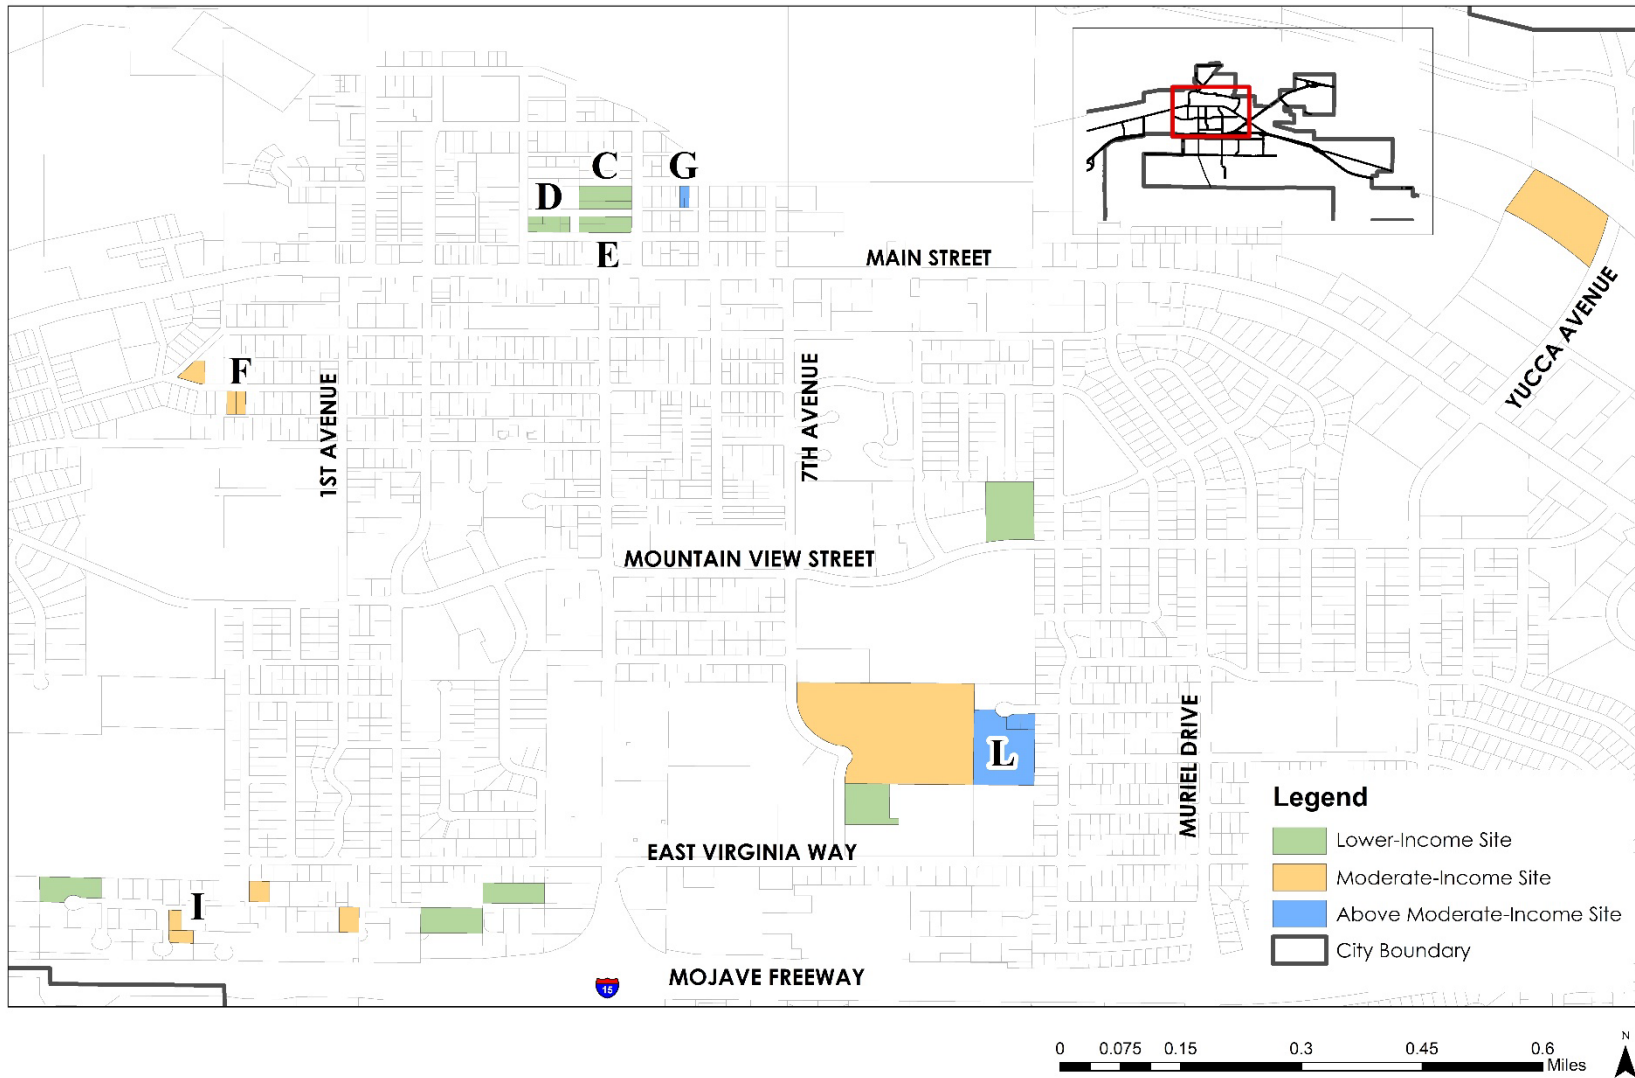 C
G
D
E
MAIN STREET
YUCCA AVENUE
F
1ST AVENUE
7TH AVENUE
MOUNTAIN VIEW STREET
L
MURIEL DRIVE
Legend
Lower-Income Site
Moderate-Income Site
Above Moderate-Income Site
City Boundary
EAST VIRGINIA WAY
I
MOJAVE FREEWAY
15
0 0.075 0.15 0.3 0.45 0.6
Miles
N